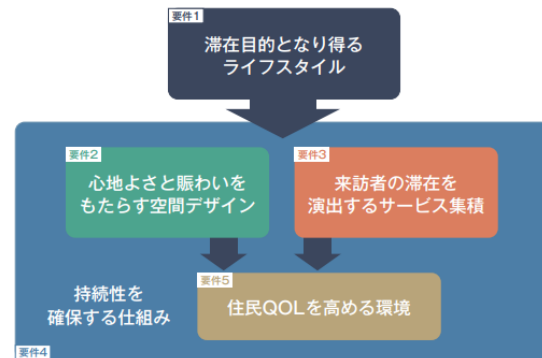 要件1
滞在目的となり得る
ライフスタイル
要件2
心地よさと賑わいを
もたらす空間デザイン
要件3
来訪者の滞在を
演出するサービス集積
要件5
住民QOLを高める環境
持続性を
確保する仕組み
要件4